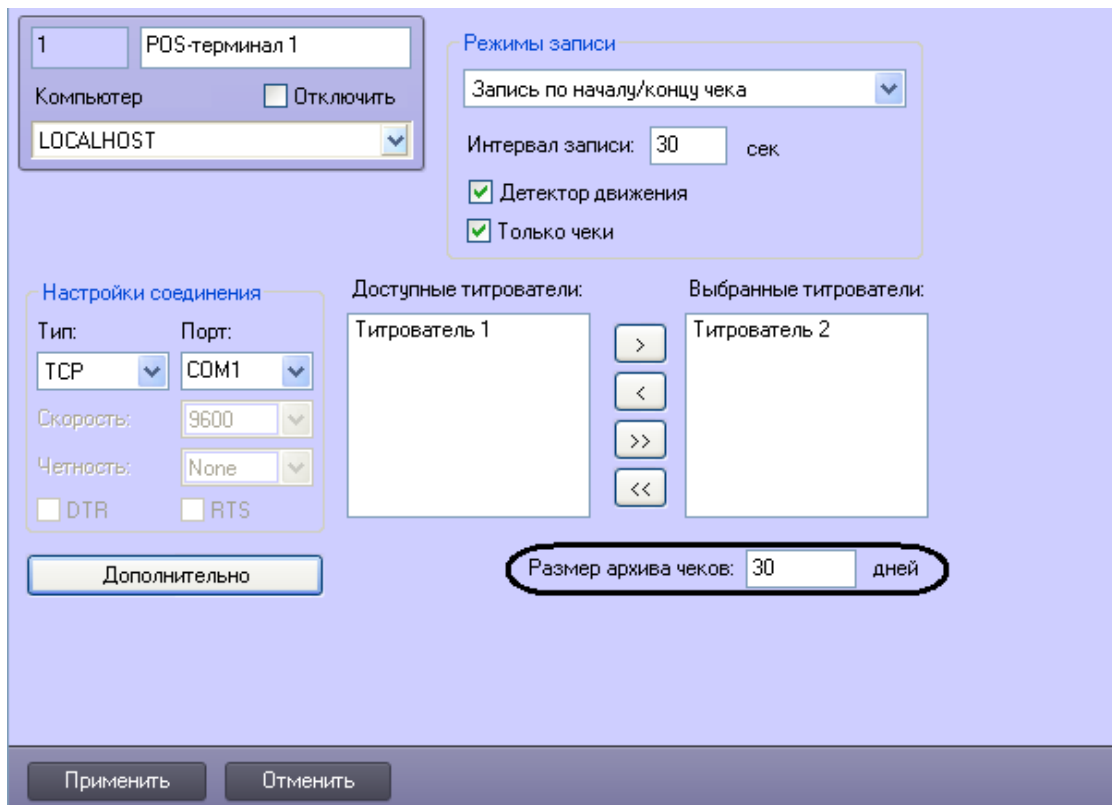 1
POS-терминал 1
Компьютер
Отключить
LOCALHOST
Режимы записи
Запись по началу/концу чека
Интервал записи: 30 сек
Детектор движения
Только чеки
Настройки соединения
Тип: Порт:
TCP COM1
Скорость: 9600
Четность: None
DTR RTS
Дополнительно
Доступные титрователи:
Титрователь 1
>
<
>>
<<
Выбранные титрователи:
Титрователь 2
Размер архива чеков: 30 дней
Применить Отменить